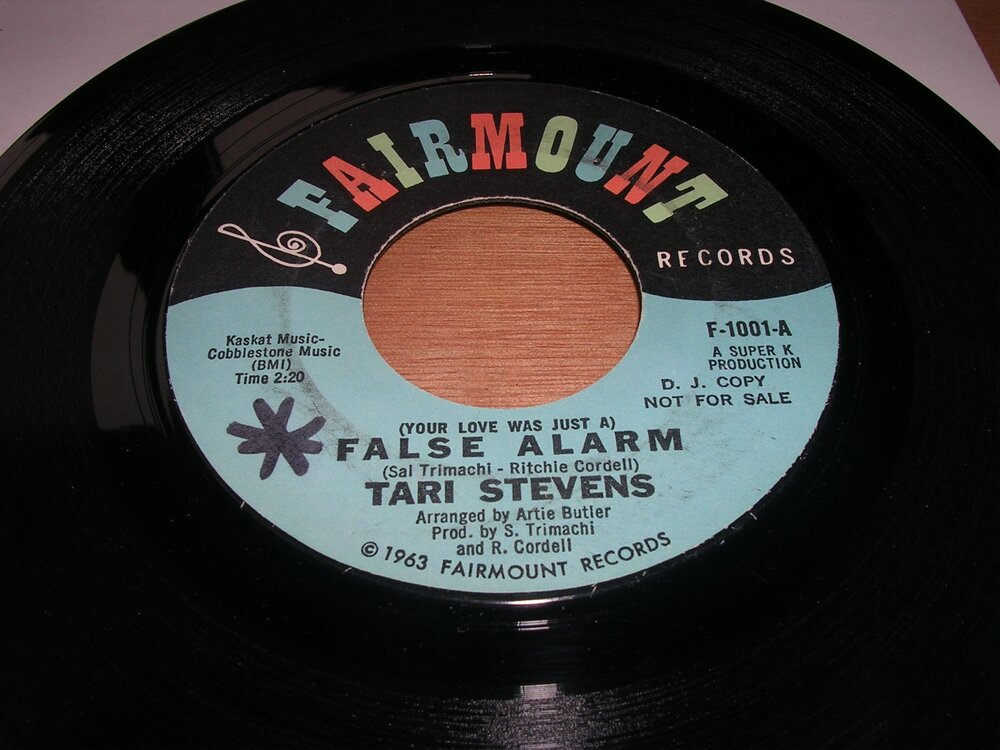 FAIRMOUNT
RECORDS
F-1001-A
A SUPER K
PRODUCTION
D. J. COPY
NOT FOR SALE
Kaskat Music-
Cobblestone Music
(BMI)
Time 2:20
(YOUR LOVE WAS JUST A)
FALSE ALARM
(Sal Trimachi - Ritchie Cordell)
TARI STEVENS
Arranged by Artie Butler
Prod. by S. Trimachi
and R. Cordell
© 1963 FAIRMOUNT RECORDS